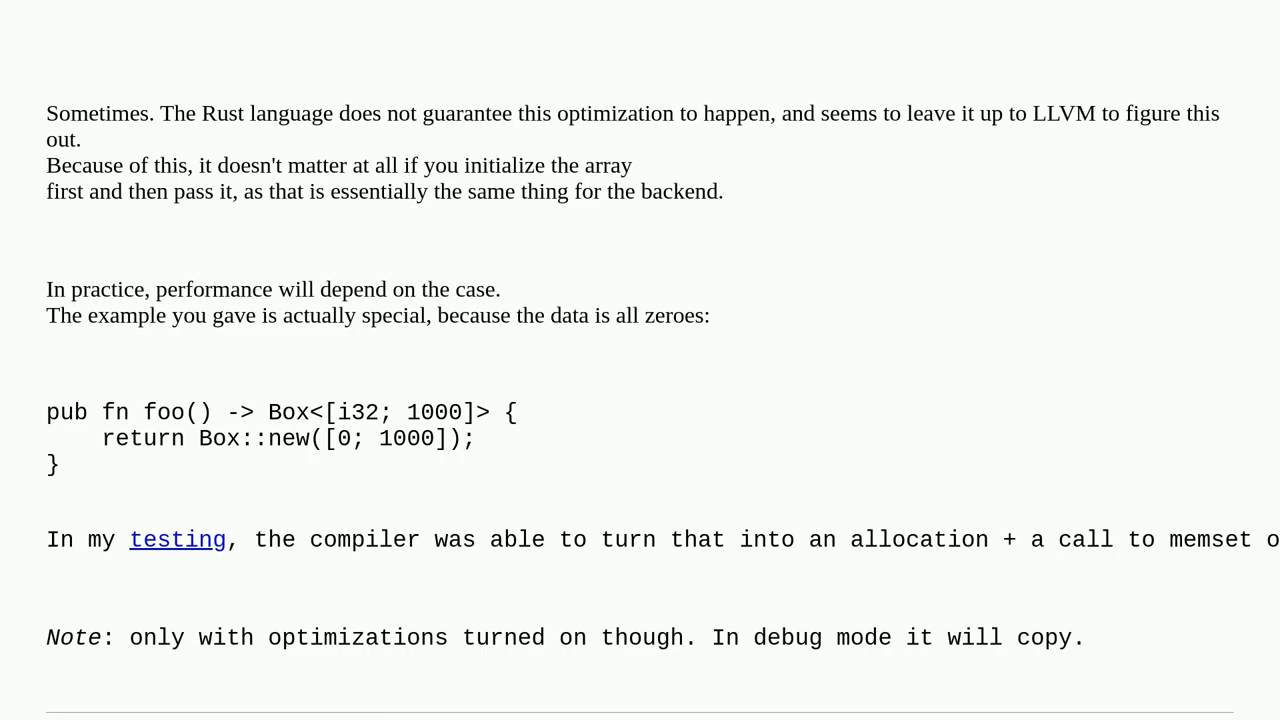 Sometimes. The Rust language does not guarantee this optimization to happen, and seems to leave it up to LLVM to figure this
out.
Because of this, it doesn't matter at all if you initialize the array
first and then pass it, as that is essentially the same thing for the backend.
In practice, performance will depend on the case.
The example you gave is actually special, because the data is all zeroes:
pub fn foo() -> Box<[i32; 1000]> {
    return Box::new([0; 1000]);
}
In my testing, the compiler was able to turn that into an allocation + a call to memset
Note: only with optimizations turned on though. In debug mode it will copy.